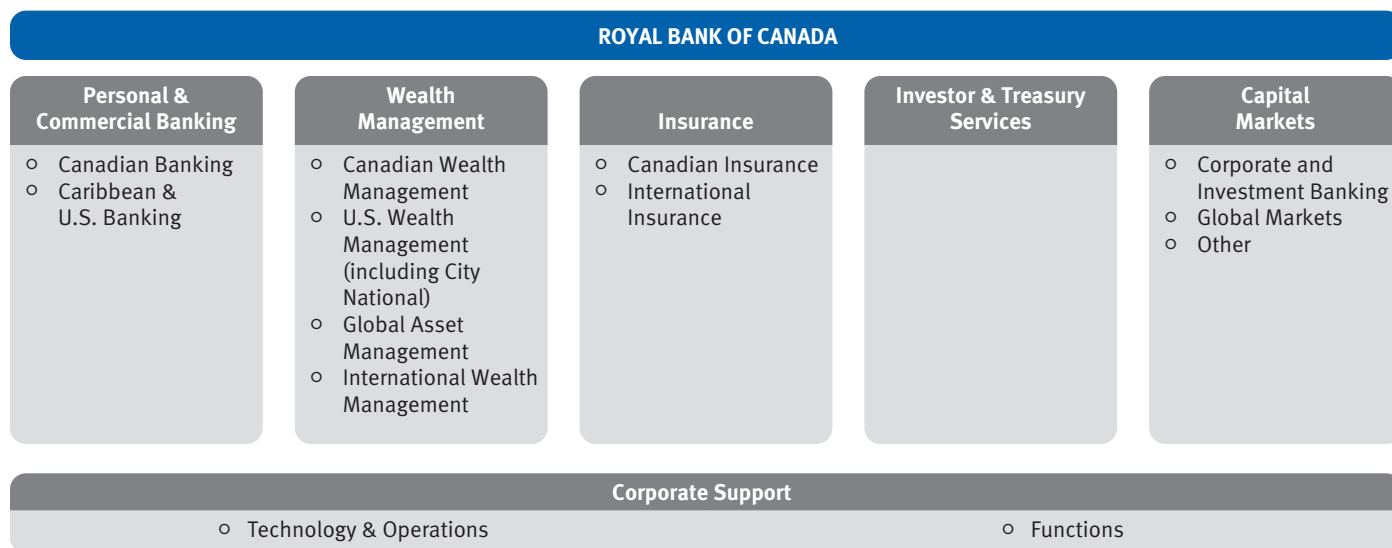 ROYAL BANK OF CANADA
Personal &
Commercial Banking
○ Canadian Banking
○ Caribbean &
U.S. Banking
Wealth
Management
○ Canadian Wealth
Management
○ U.S. Wealth
Management
(including City
National)
○ Global Asset
Management
○ International Wealth
Management
Insurance
○ Canadian Insurance
○ International
Insurance
Investor & Treasury
Services
Capital
Markets
○ Corporate and
Investment Banking
○ Global Markets
○ Other
Corporate Support
○ Technology & Operations
○ Functions